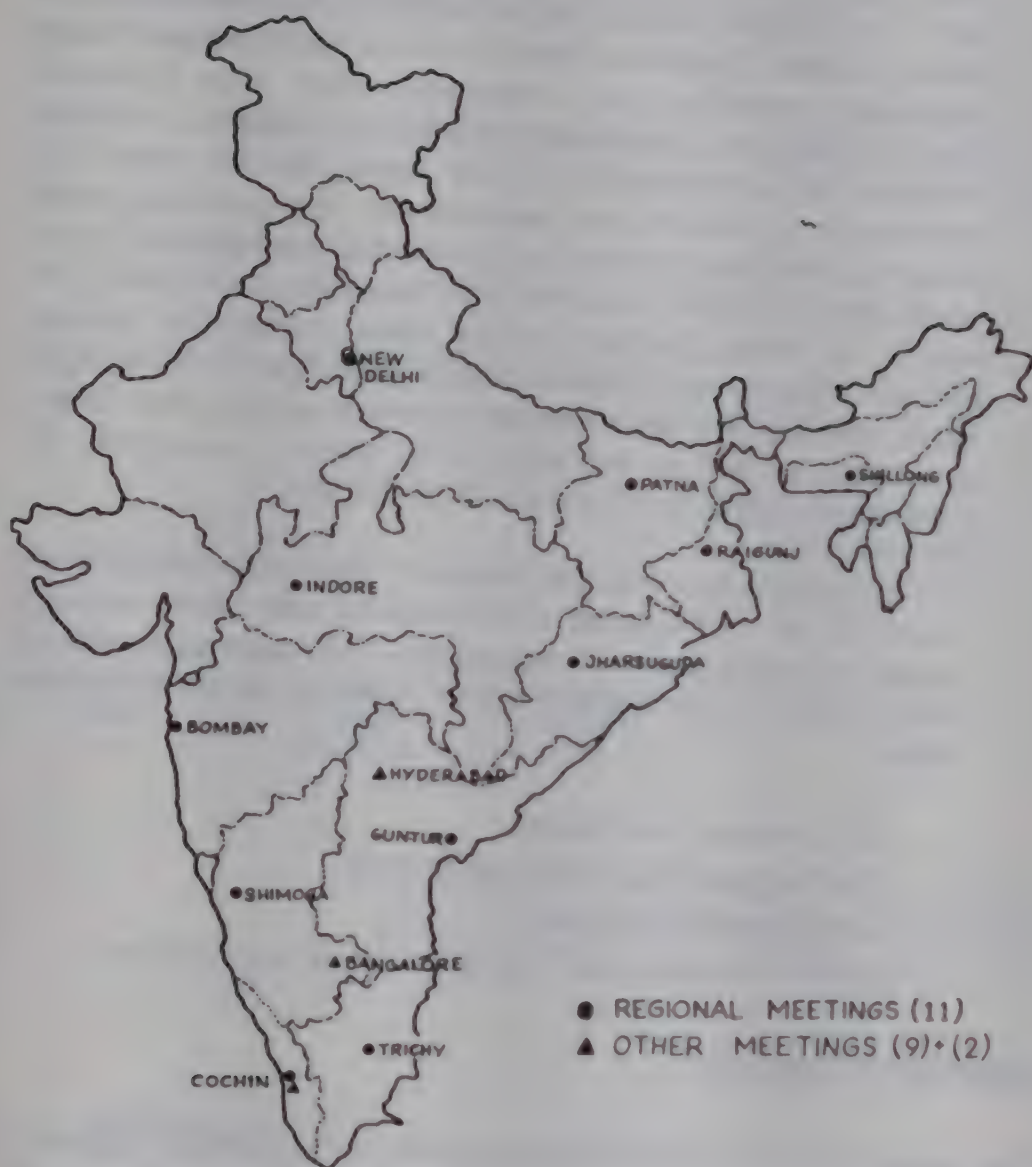 NEW
DELHI
PATNA
SHILLONG
RAIGUNJ
INDORE
JHARSUGUDA
BOMBAY
HYDERABAD
GUNTUR
SHIMOGA
BANGALORE
● REGIONAL MEETINGS (11)
▲ OTHER MEETINGS (9)+(2)
TRICHY
COCHIN